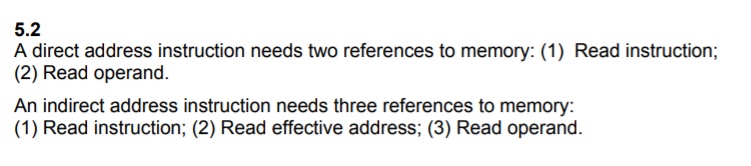 5.2
A direct address instruction needs two references to memory: (1) Read instruction;
(2) Read operand.
An indirect address instruction needs three references to memory:
(1) Read instruction; (2) Read effective address; (3) Read operand.